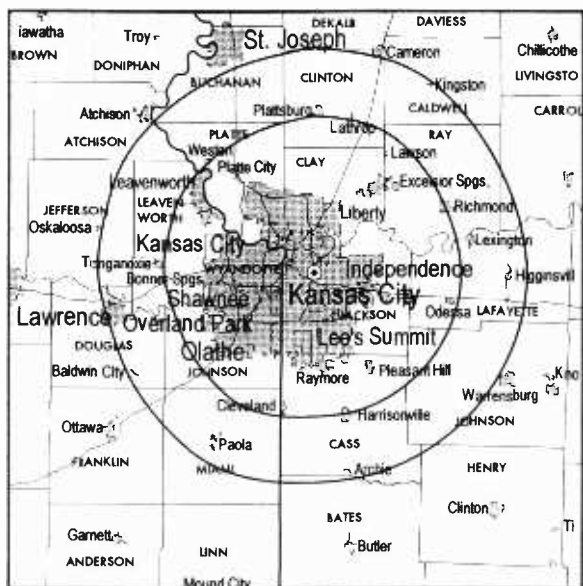 DEKALB
DAVIESS
iawatha
Troy
St. Joseph
Chillicothe
BROWN
Cameron
DONIPHAN
LIVINGSTO
BUCHANAN
CLINTON
Kingston
Atchison
Plattsburg
CALDWELL
CARROL
PLATTE
Lathrop
RAY
ATCHISON
Weston
CLAY
Lawson
Platte City
Leavenworth
Excelsior Spgs
JEFFERSON
LEAVEN
WORTH
Liberty
Richmond
Oskaloosa
Kansas City
Lexington
Tonganoxie
WYANDOTTE
Independence
Bonner Spgs
Higginsvil
Shawnee
Kansas City
Odessa
LAFAYETTE
Lawrence
Overland Park
JACKSON
DOUGLAS
Olathe
Lee's Summit
Baldwin City
JOHNSON
Raymore
Pleasant Hill
Kno
Warrensburg
Cleveland
Harrisonville
JOHNSON
Ottawa
Paola
CASS
FRANKLIN
MIAMI
Archie
HENRY
Clinton
BATES
Garnett
Ti
ANDERSON
LINN
Butler
Mound City